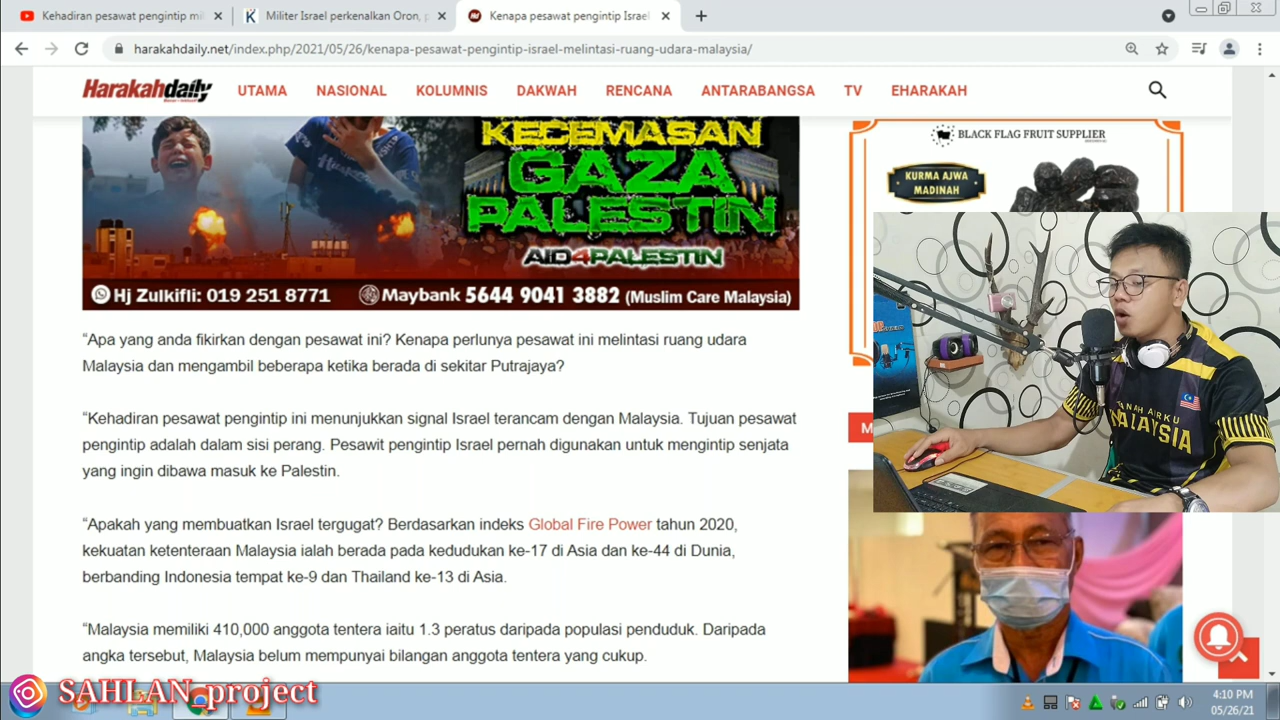 Kehadiran pesawat pengintip mil
Militer Israel perkenalkan Oron, p
Kenapa pesawat pengintip Israel
harakahdaily.net/index.php/2021/05/26/kenapa-pesawat-pengintip-israel-melintasi-ruang-udara-malaysia/
Harakahdaily
UTAMA NASIONAL KOLUMNIS DAKWAH RENCANA ANTARABANGSA TV EHARAKAH
KECEMASAN
GAZA
PALESTIN
AID4PALESTIN
Hj Zulkifli: 019 251 8771 Maybank 5644 9041 3882 (Muslim Care Malaysia)
BLACK FLAG FRUIT SUPPLIER
KURMA AJWA
MADINAH
“Apa yang anda fikirkan dengan pesawat ini? Kenapa perlunya pesawat ini melintasi ruang udara
Malaysia dan mengambil beberapa ketika berada di sekitar Putrajaya?
“Kehadiran pesawat pengintip ini menunjukkan signal Israel terancam dengan Malaysia. Tujuan pesawat
pengintip adalah dalam sisi perang. Pesawit pengintip Israel pernah digunakan untuk mengintip senjata
yang ingin dibawa masuk ke Palestin.
“Apakah yang membuatkan Israel tergugat? Berdasarkan indeks Global Fire Power tahun 2020,
kekuatan ketenteraan Malaysia ialah berada pada kedudukan ke-17 di Asia dan ke-44 di Dunia,
berbanding Indonesia tempat ke-9 dan Thailand ke-13 di Asia.
“Malaysia memiliki 410,000 anggota tentera iaitu 1.3 peratus daripada populasi penduduk. Daripada
angka tersebut, Malaysia belum mempunyai bilangan anggota tentera yang cukup.
M
TANAH AIRKU
MALAYSIA
SAHLAN_project
4:10 PM
05/26/21